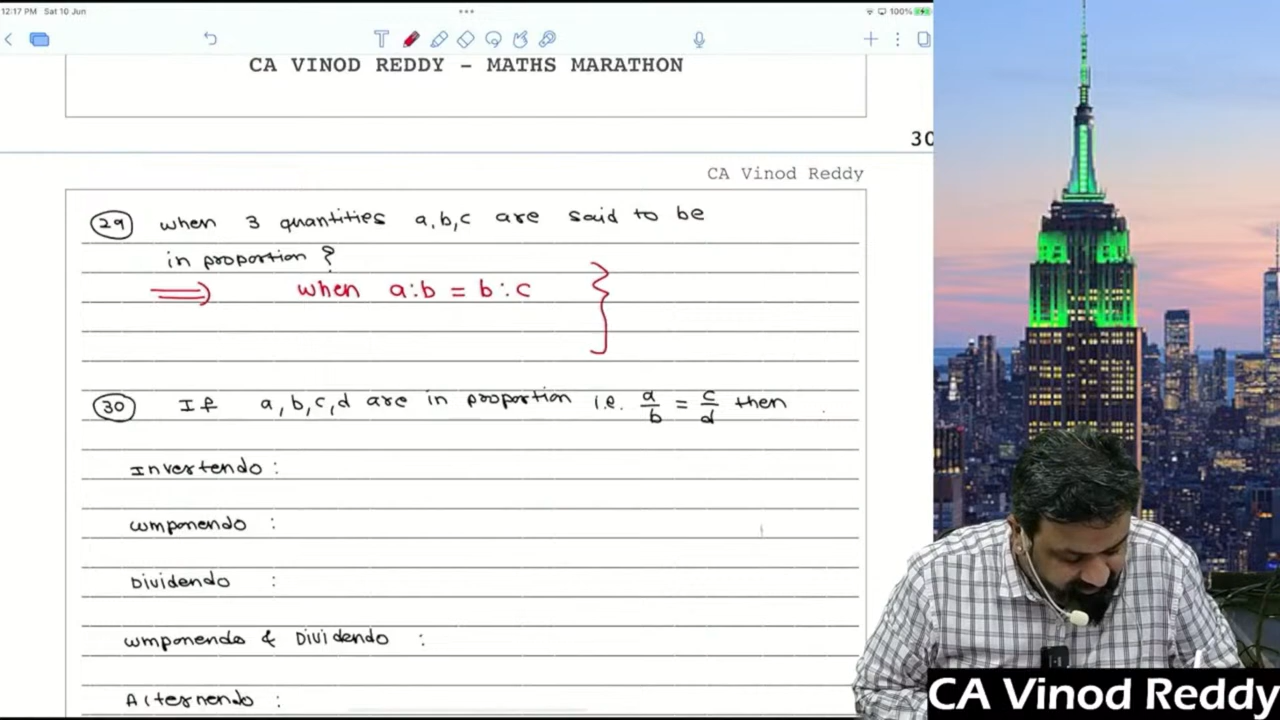 12:17 PM Sat 10 Jun
100%
CA VINOD REDDY - MATHS MARATHON
30
CA Vinod Reddy
29 when 3 quantities a, b, c are said to be
in proportion ?
⟹ when a:b = b:c
30 If a, b, c, d are in proportion i.e. a/b = c/d then
Invertendo :
componendo :
Dividendo :
componendo & Dividendo :
Alternendo :
CA Vinod Reddy